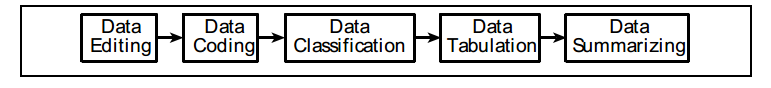 Data
Editing
Data
Coding
Data
Classification
Data
Tabulation
Data
Summarizing